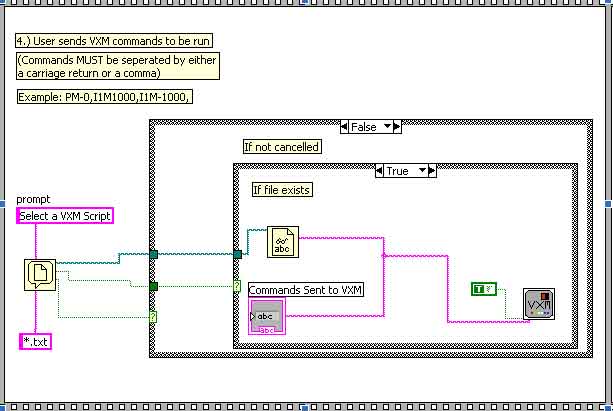 4.) User sends VXM commands to be run
(Commands MUST be seperated by either
a carriage return or a comma)
Example: PM-0,I1M1000,I1M-1000,
False
If not cancelled
True
If file exists
prompt
Select a VXM Script
abc
Commands Sent to VXM
abc
abc
T F
VXM
?
?
*.txt